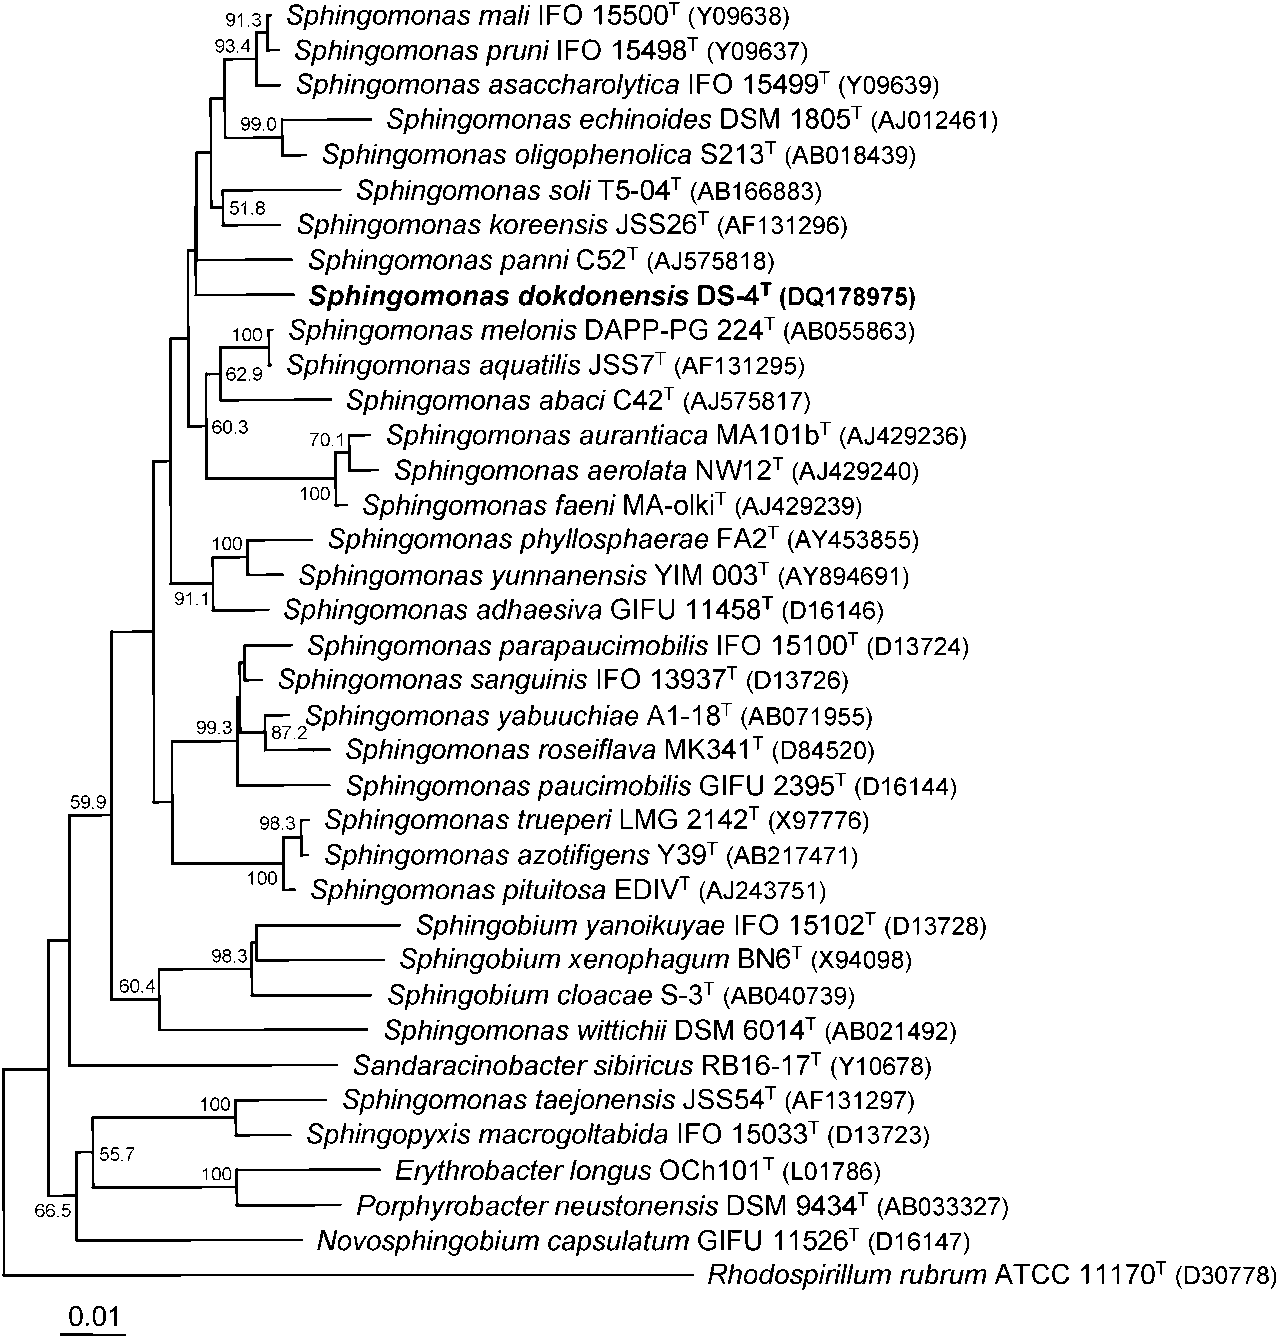 91.3 Sphingomonas mali IFO 15500T (Y09638)
93.4 Sphingomonas pruni IFO 15498T (Y09637)
Sphingomonas asaccharolytica IFO 15499T (Y09639)
99.0 Sphingomonas echinoides DSM 1805T (AJ012461)
Sphingomonas oligophenolica S213T (AB018439)
Sphingomonas soli T5-04T (AB166883)
51.8
Sphingomonas koreensis JSS26T (AF131296)
Sphingomonas panni C52T (AJ575818)
Sphingomonas dokdonensis DS-4T (DQ178975)
100 Sphingomonas melonis DAPP-PG 224T (AB055863)
Sphingomonas aquatilis JSS7T (AF131295)
62.9
Sphingomonas abaci C42T (AJ575817)
60.3
70.1 Sphingomonas aurantiaca MA101bT (AJ429236)
Sphingomonas aerolata NW12T (AJ429240)
100
Sphingomonas faeni MA-olkiT (AJ429239)
100 Sphingomonas phyllosphaerae FA2T (AY453855)
Sphingomonas yunnanensis YIM 003T (AY894691)
91.1
Sphingomonas adhaesiva GIFU 11458T (D16146)
Sphingomonas parapaucimobilis IFO 15100T (D13724)
Sphingomonas sanguinis IFO 13937T (D13726)
Sphingomonas yabuuchiae A1-18T (AB071955)
99.3 87.2
Sphingomonas roseiflava MK341T (D84520)
Sphingomonas paucimobilis GIFU 2395T (D16144)
59.9
98.3 Sphingomonas trueperi LMG 2142T (X97776)
Sphingomonas azotifigens Y39T (AB217471)
100
Sphingomonas pituitosa EDIVT (AJ243751)
Sphingobium yanoikuyae IFO 15102T (D13728)
98.3 Sphingobium xenophagum BN6T (X94098)
60.4
Sphingobium cloacae S-3T (AB040739)
Sphingomonas wittichii DSM 6014T (AB021492)
Sandaracinobacter sibiricus RB16-17T (Y10678)
100 Sphingomonas taejonensis JSS54T (AF131297)
Sphingopyxis macrogoltabida IFO 15033T (D13723)
55.7
100 Erythrobacter longus OCh101T (L01786)
Porphyrobacter neustonensis DSM 9434T (AB033327)
66.5
Novosphingobium capsulatum GIFU 11526T (D16147)
Rhodospirillum rubrum ATCC 11170T (D30778)
0.01